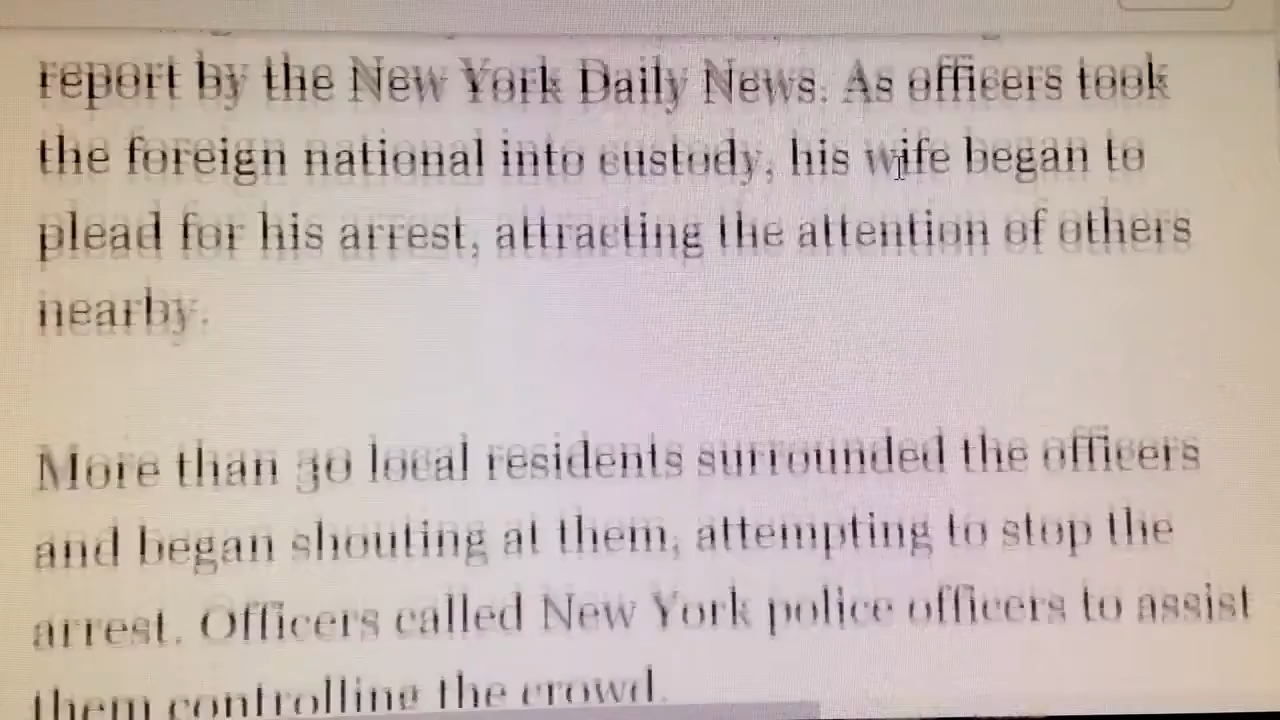 report by the New York Daily News. As officers took
the foreign national into custody, his wife began to
plead for his arrest, attracting the attention of others
nearby.
More than 30 local residents surrounded the officers
and began shouting at them, attempting to stop the
arrest. Officers called New York police officers to assist
them controlling the crowd.